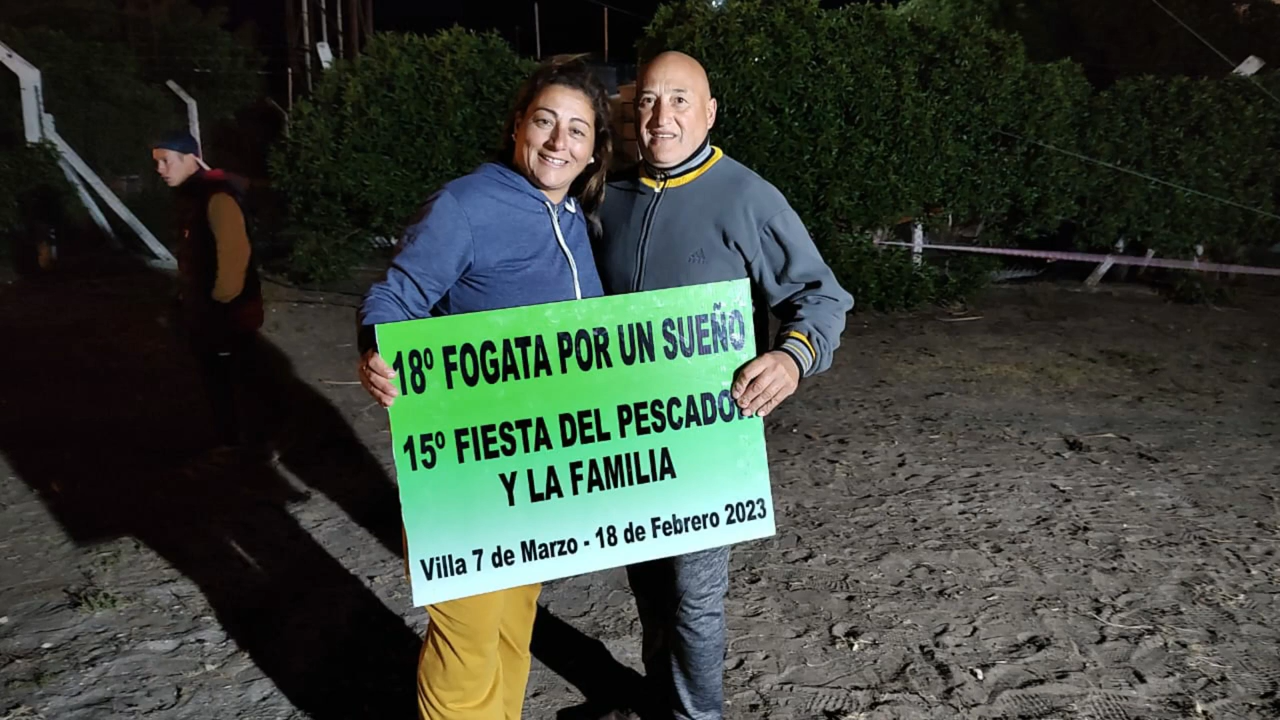 18º FOGATA POR UN SUEÑO
15º FIESTA DEL PESCADOR
Y LA FAMILIA
Villa 7 de Marzo - 18 de Febrero 2023